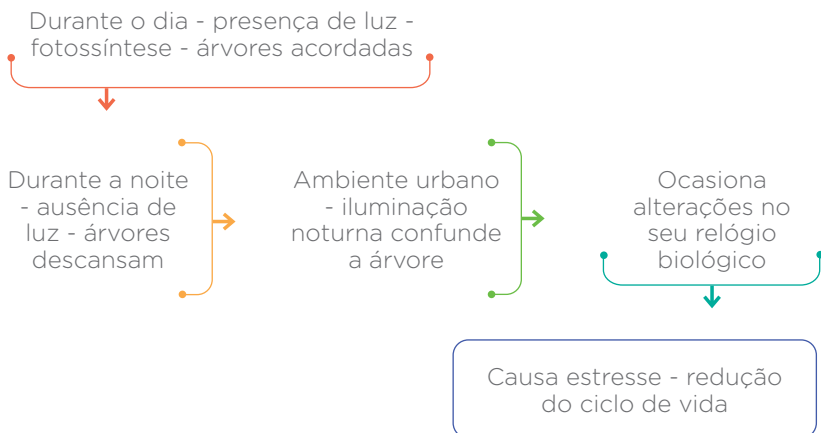 Durante o dia - presença de luz -
fotossíntese - árvores acordadas
Durante a noite
- ausência de
luz - árvores
descansam
Ambiente urbano
- iluminação
noturna confunde
a árvore
Ocasiona
alterações no
seu relógio
biológico
Causa estresse - redução
do ciclo de vida